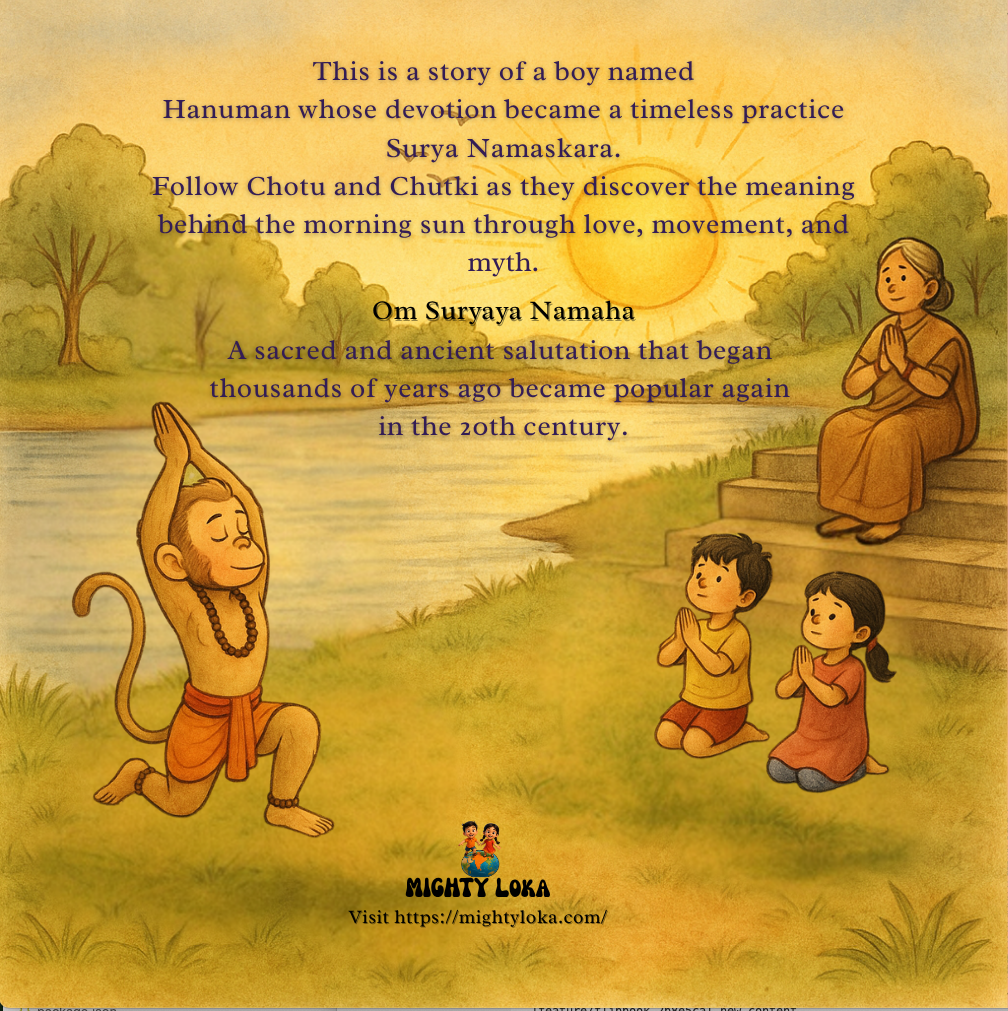 This is a story of a boy named
Hanuman whose devotion became a timeless practice
Surya Namaskara.
Follow Chotu and Chutki as they discover the meaning
behind the morning sun through love, movement, and
myth.
Om Suryaya Namaha
A sacred and ancient salutation that began
thousands of years ago became popular again
in the 20th century.
MIGHTY LOKA
Visit https://mightyloka.com/